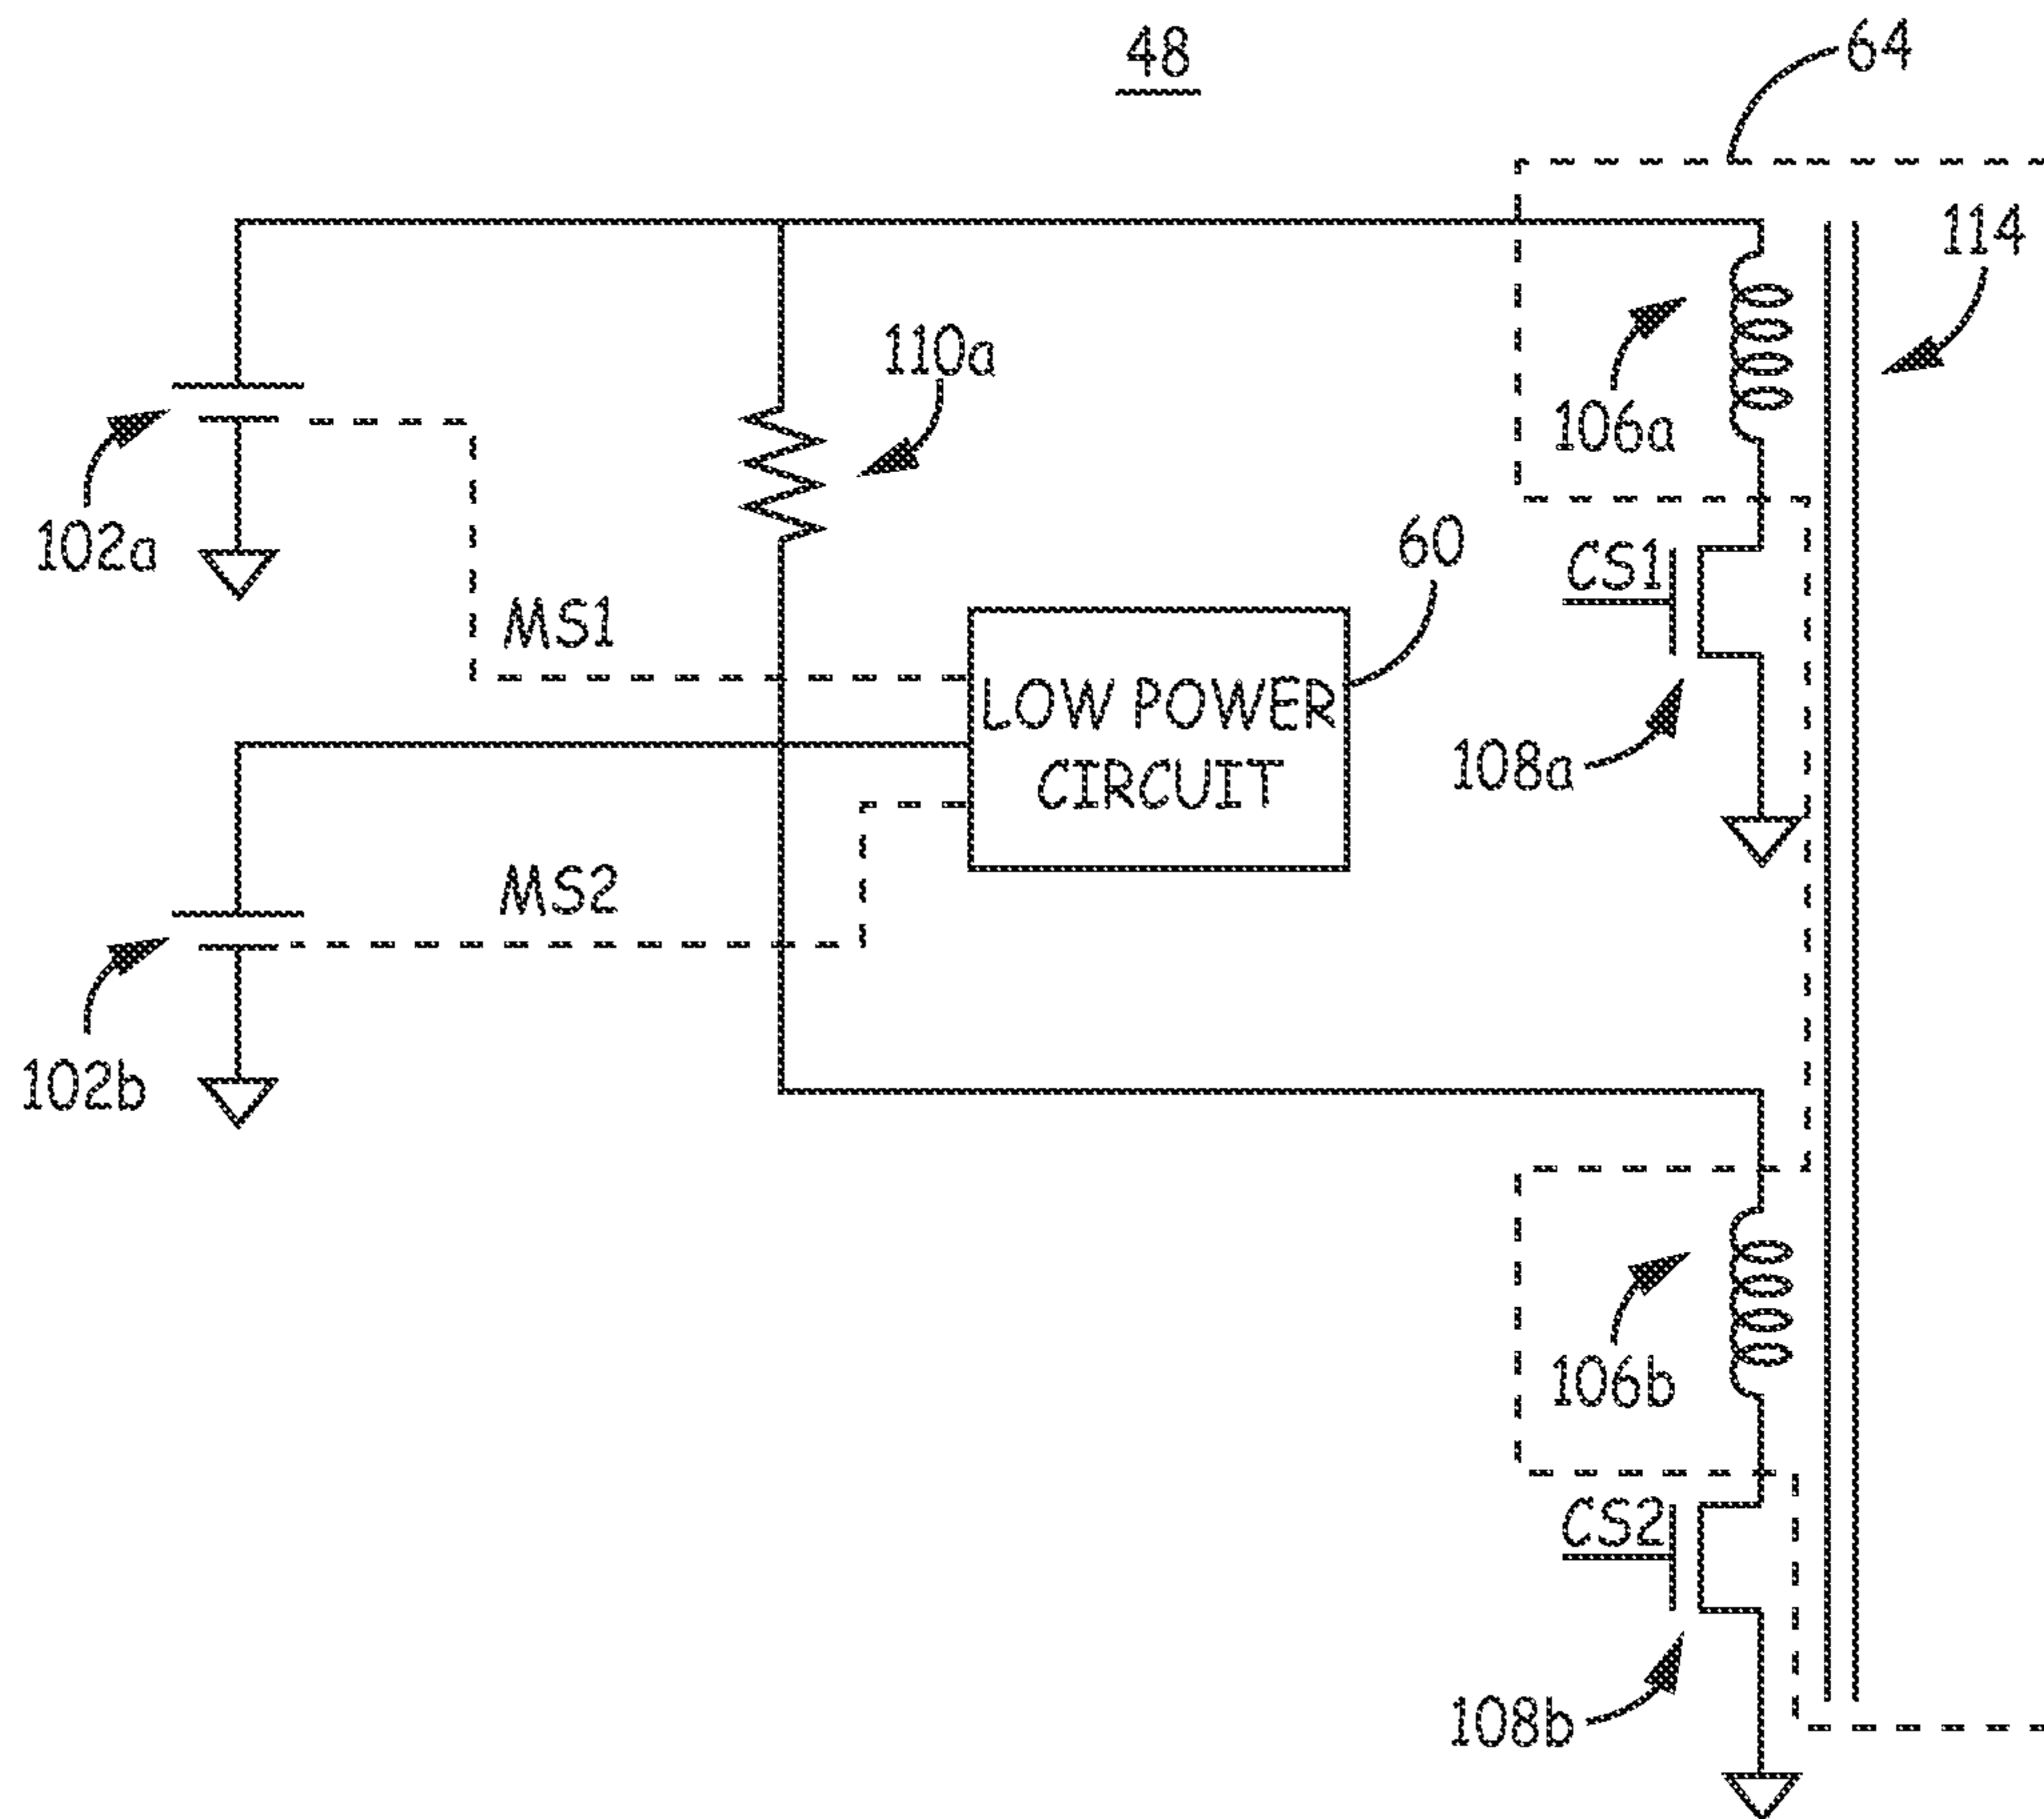 48
64
114
110a
106a
102a
60
CS1
MS1
LOW POWER
CIRCUIT
108a
MS2
102b
106b
CS2
108b